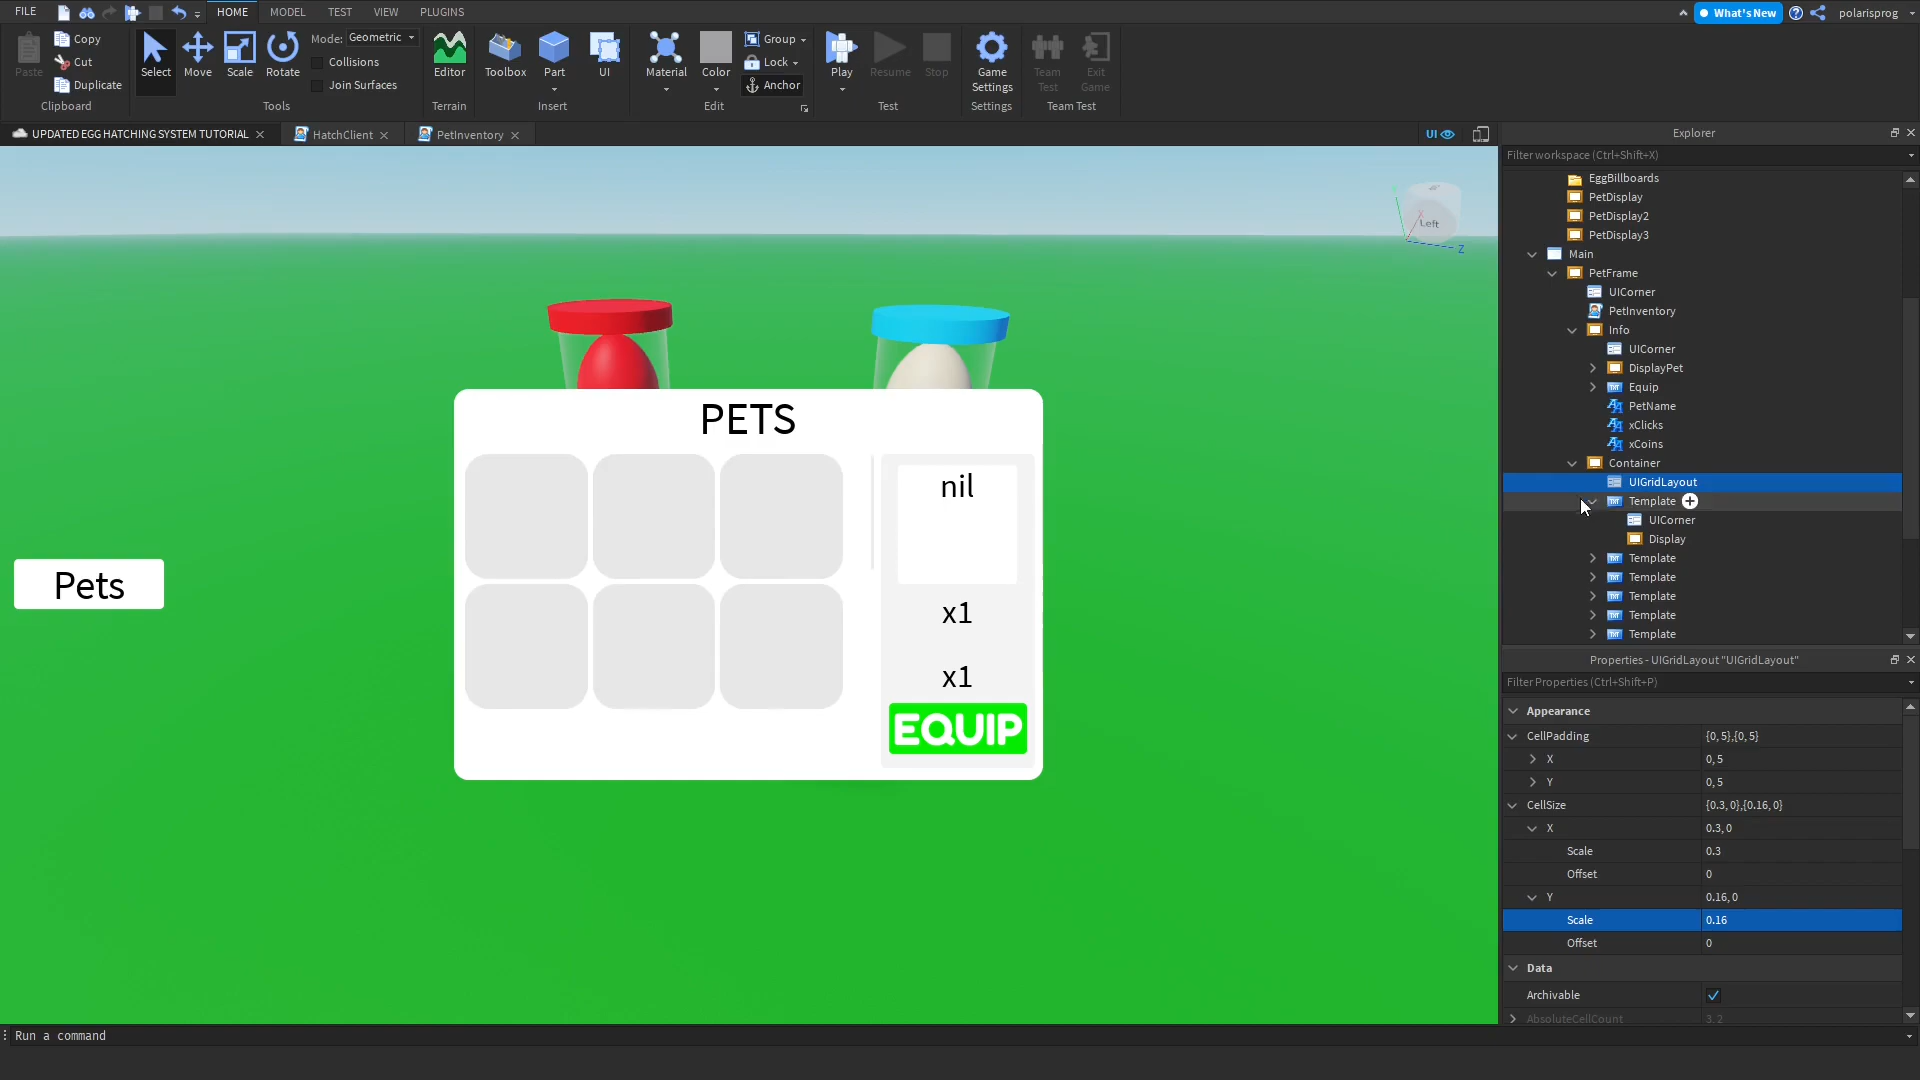 FILE
HOME
MODEL
TEST
VIEW
PLUGINS
What's New
polarisprog
Paste
Copy
Cut
Duplicate
Clipboard
Select
Move
Scale
Rotate
Mode: Geometric
Collisions
Join Surfaces
Tools
Editor
Terrain
Toolbox
Part
UI
Insert
Material
Color
Group
Lock
Anchor
Edit
Play
Resume
Stop
Test
Game
Settings
Settings
Team
Test
Exit
Game
Team Test
UPDATED EGG HATCHING SYSTEM TUTORIAL
HatchClient
PetInventory
UI
Left
Y
Z
PETS
nil
x1
x1
EQUIP
Pets
Explorer
Filter workspace (Ctrl+Shift+X)
EggBillboards
PetDisplay
PetDisplay2
PetDisplay3
Main
PetFrame
UICorner
PetInventory
Info
UICorner
DisplayPet
Equip
PetName
xClicks
xCoins
Container
UIGridLayout
Template
UICorner
Display
Template
Template
Template
Template
Template
Properties - UIGridLayout "UIGridLayout"
Filter Properties (Ctrl+Shift+P)
Appearance
CellPadding {0, 5},{0, 5}
X 0, 5
Y 0, 5
CellSize {0.3, 0},{0.16, 0}
X 0.3, 0
Scale 0.3
Offset 0
Y 0.16, 0
Scale 0.16
Offset 0
Data
Archivable
AbsoluteCellCount 3, 2
Run a command